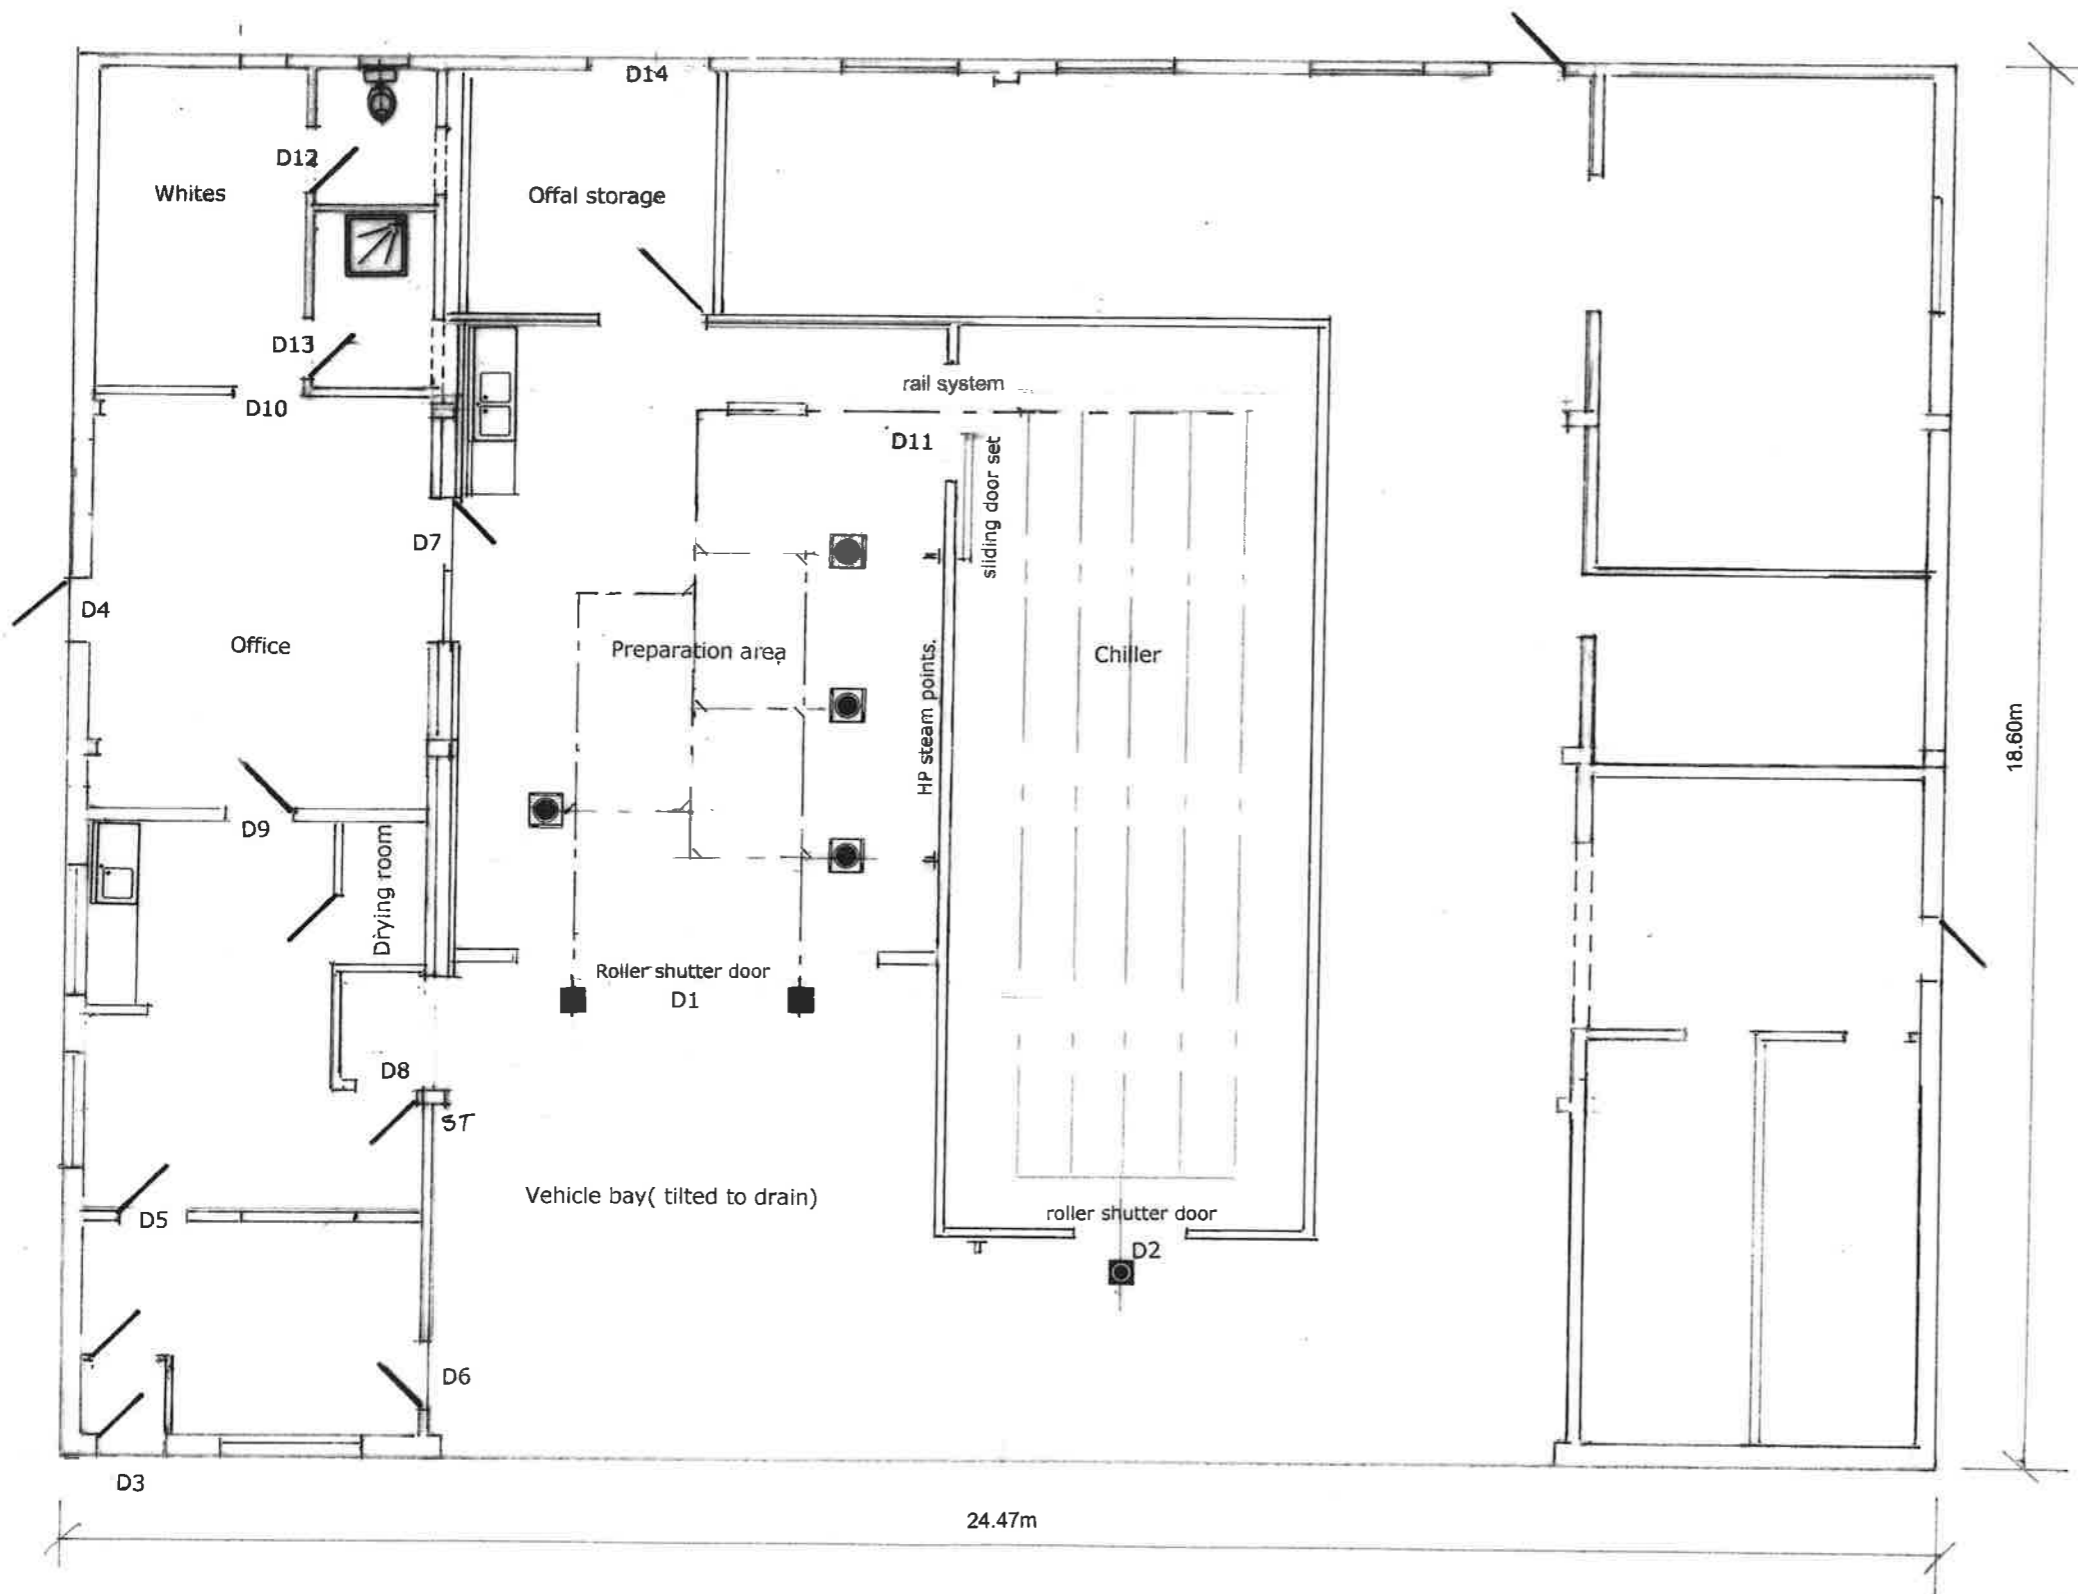 D14
D12
Whites
Offal storage
D13
rail system
D10
D11
sliding door set
D7
D4
Office
Preparation area
Chiller
HP steam points.
18.60m
D9
Drying room
Roller shutter door
D1
D8
ST
Vehicle bay( tilted to drain)
roller shutter door
D5
D2
D6
D3
24.47m